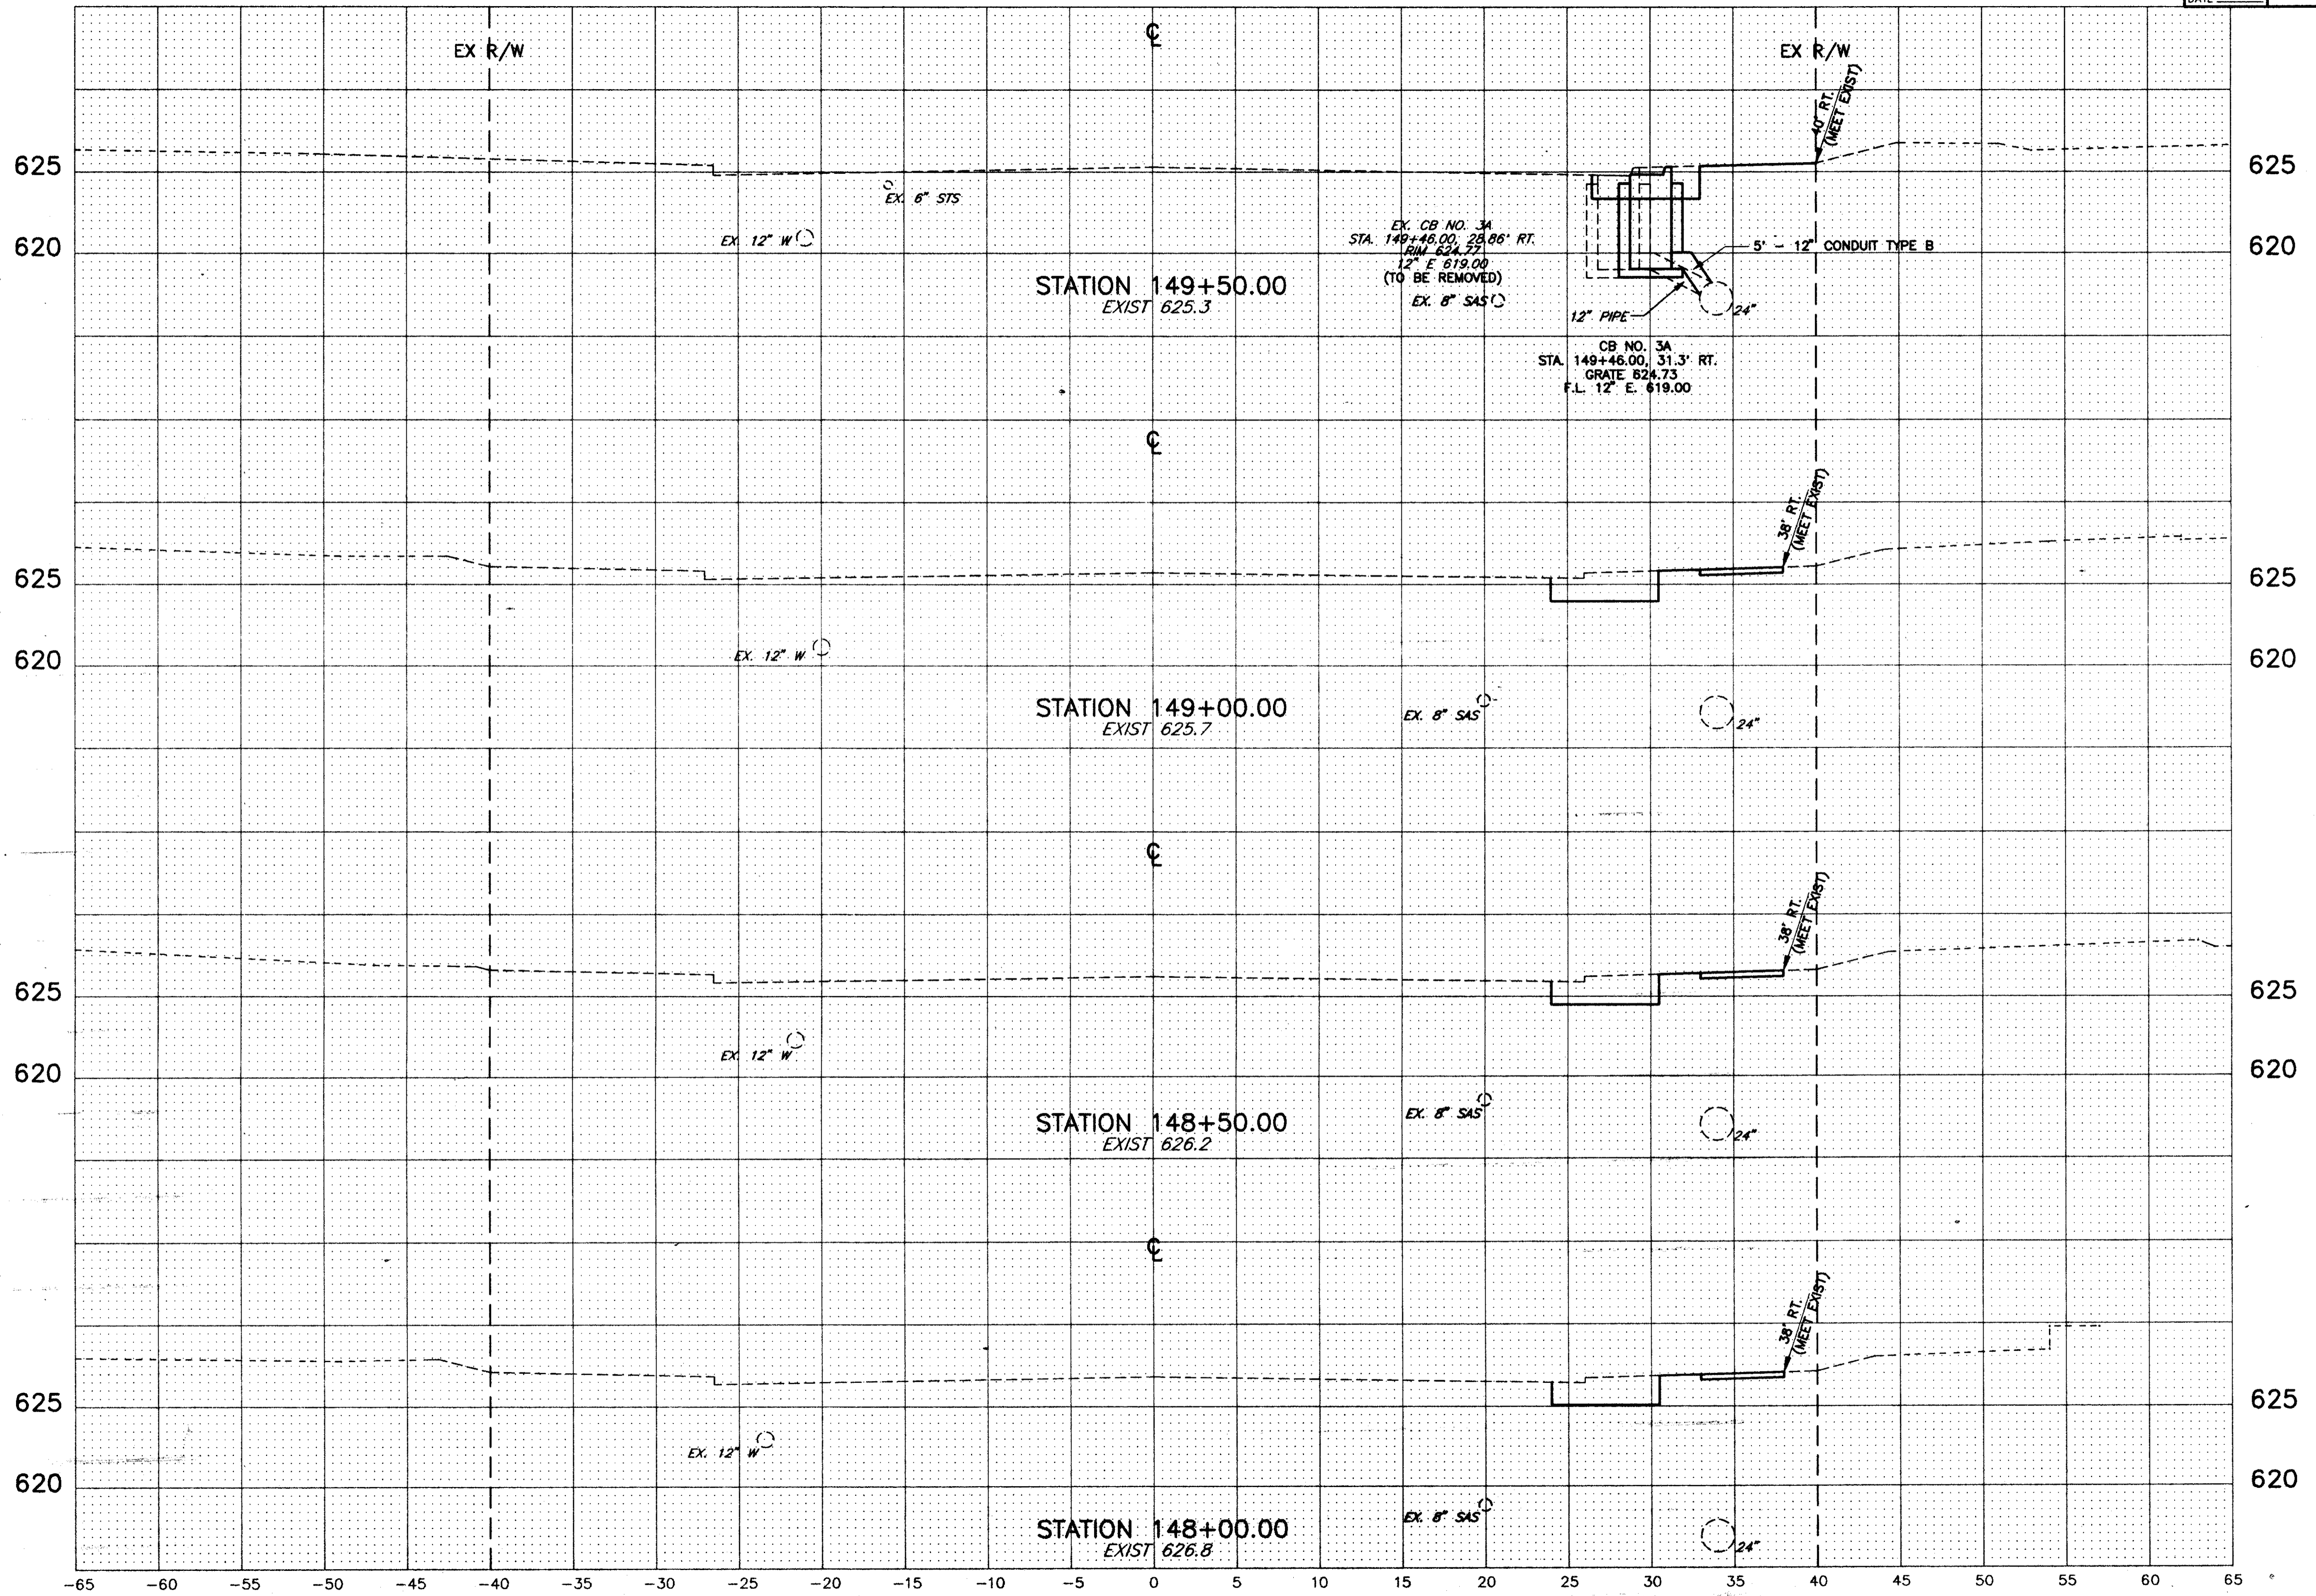 DATE
EX R/W
℄
EX R/W
40' RT.
(MEET EXIST)
625
625
EX. 6" STS
EX. 12" W
620
620
EX. CB NO. 3A
STA. 149+46.00, 28.86' RT.
RIM 624.77
12" E 619.00
(TO BE REMOVED)
EX. 8" SAS
5' - 12" CONDUIT TYPE B
12" PIPE
24"
STATION 149+50.00
EXIST 625.3
CB NO. 3A
STA. 149+46.00, 31.3' RT.
GRATE 624.73
F.L. 12" E. 619.00
℄
38' RT.
(MEET EXIST)
625
625
EX. 12" W
620
620
STATION 149+00.00
EXIST 625.7
EX. 8" SAS
24"
℄
38' RT.
(MEET EXIST)
625
625
EX. 12" W
620
620
STATION 148+50.00
EXIST 626.2
EX. 8" SAS
24"
℄
38' RT.
(MEET EXIST)
625
625
EX. 12" W
620
620
STATION 148+00.00
EXIST 626.8
EX. 8" SAS
24"
-65 -60 -55 -50 -45 -40 -35 -30 -25 -20 -15 -10 -5 0 5 10 15 20 25 30 35 40 45 50 55 60 65